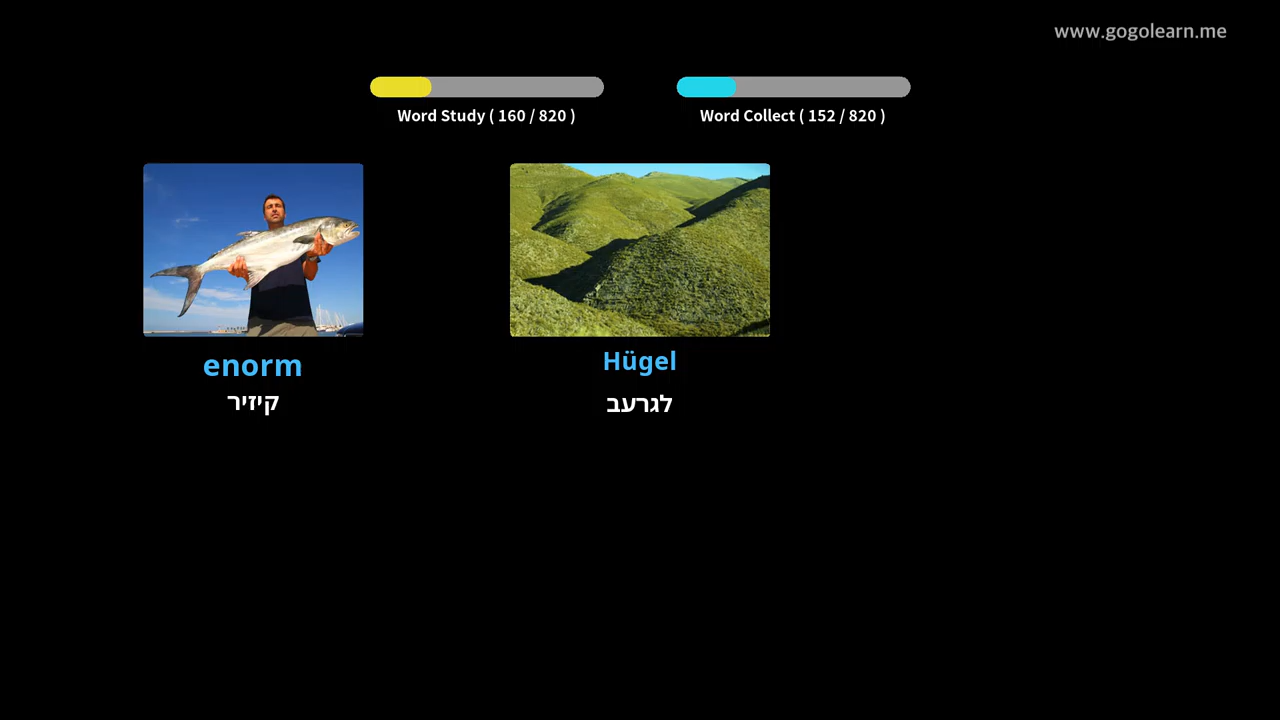 www.gogolearn.me
Word Study ( 160 / 820 )
Word Collect ( 152 / 820 )
enorm
קיזיר
Hügel
לגרעב